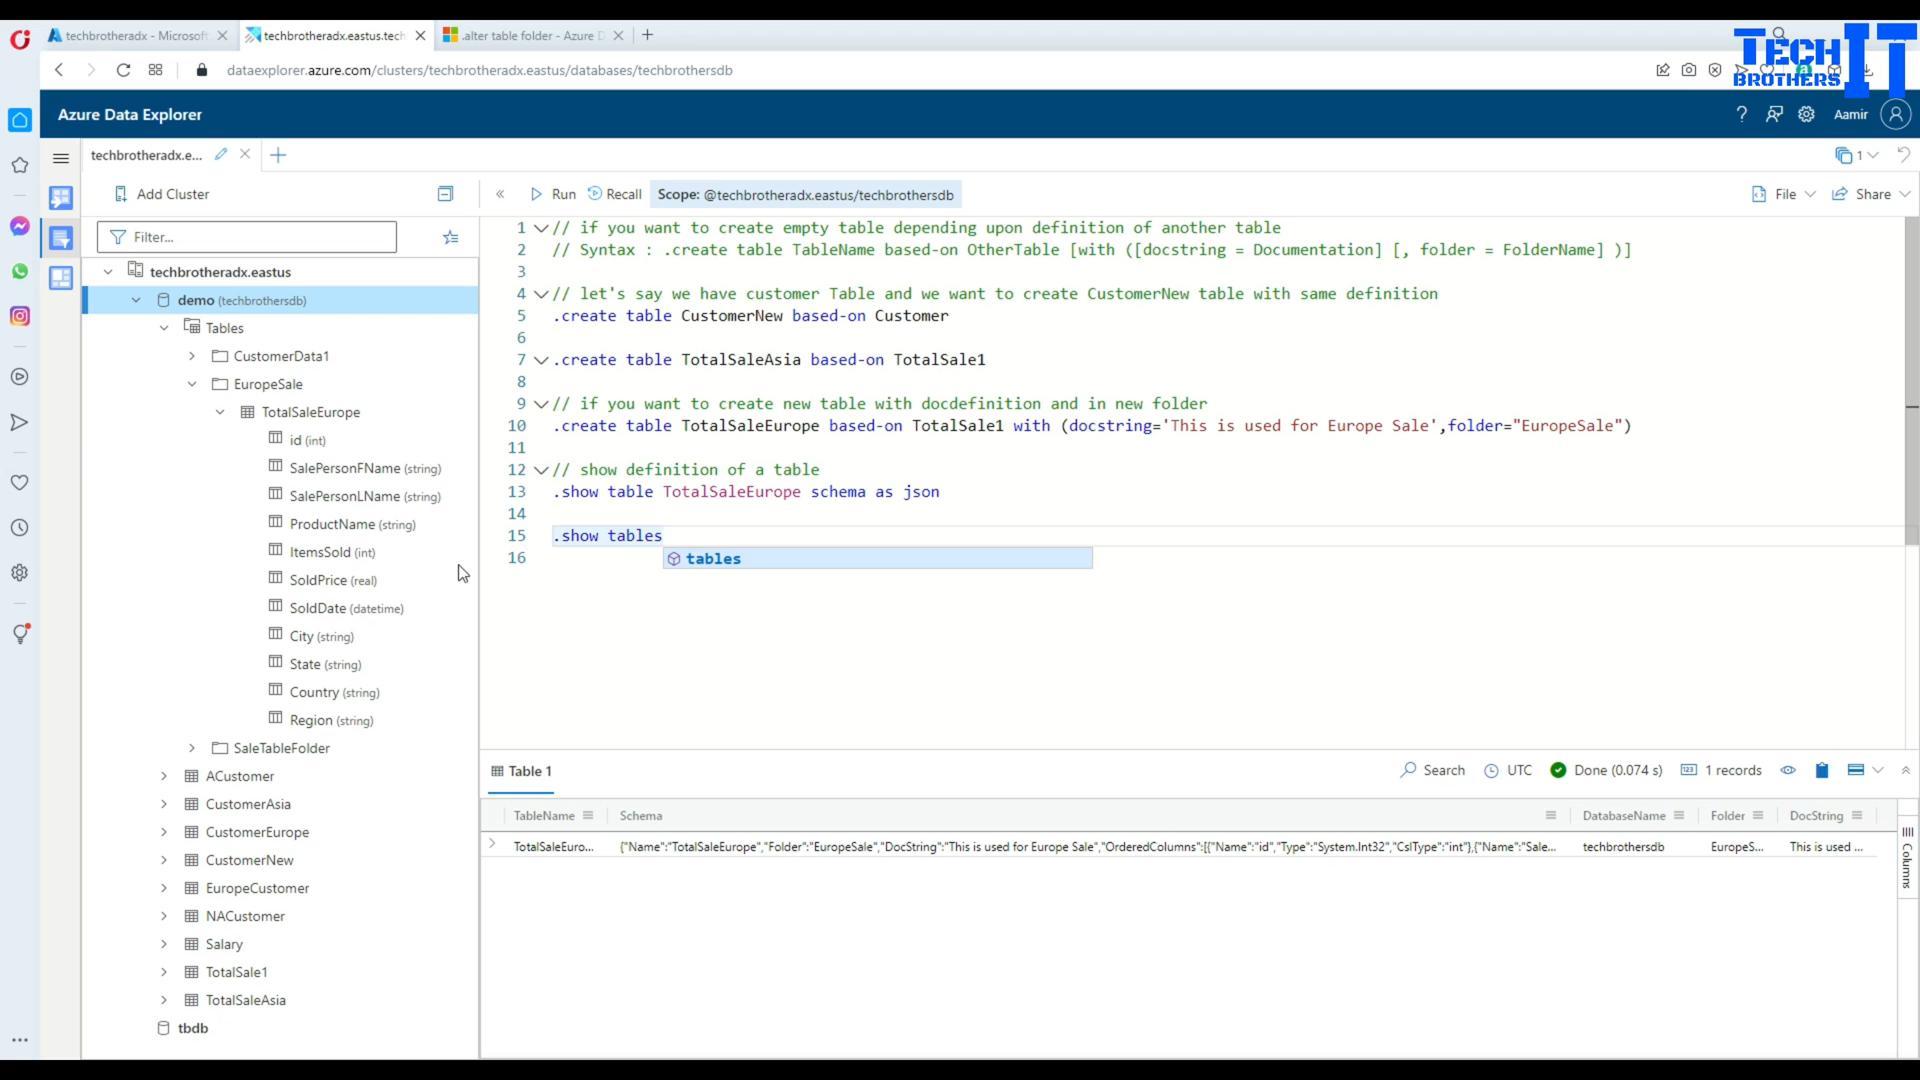 techbrotheradx - Microsoft
techbrotheradx.eastus.tech
.alter table folder - Azure D
TECH BROTHERS IT
dataexplorer.azure.com/clusters/techbrotheradx.eastus/databases/techbrothersdb
Azure Data Explorer
Aamir
techbrotheradx.e...
1
Add Cluster
Run
Recall
Scope: @techbrotheradx.eastus/techbrothersdb
File
Share
Filter...
techbrotheradx.eastus
demo (techbrothersdb)
Tables
CustomerData1
EuropeSale
TotalSaleEurope
id (int)
SalePersonFName (string)
SalePersonLName (string)
ProductName (string)
ItemsSold (int)
SoldPrice (real)
SoldDate (datetime)
City (string)
State (string)
Country (string)
Region (string)
SaleTableFolder
ACustomer
CustomerAsia
CustomerEurope
CustomerNew
EuropeCustomer
NACustomer
Salary
TotalSale1
TotalSaleAsia
tbdb
1 // if you want to create empty table depending upon definition of another table
2 // Syntax : .create table TableName based-on OtherTable [with ([docstring = Documentation] [, folder = FolderName] )]
3
4 // let's say we have customer Table and we want to create CustomerNew table with same definition
5 .create table CustomerNew based-on Customer
6
7 .create table TotalSaleAsia based-on TotalSale1
8
9 // if you want to create new table with docdefinition and in new folder
10 .create table TotalSaleEurope based-on TotalSale1 with (docstring='This is used for Europe Sale',folder="EuropeSale")
11
12 // show definition of a table
13 .show table TotalSaleEurope schema as json
14
15 .show tables
16
tables
Table 1
Search
UTC
Done (0.074 s)
1 records
TableName
Schema
DatabaseName
Folder
DocString
TotalSaleEuro...
{"Name":"TotalSaleEurope","Folder":"EuropeSale","DocString":"This is used for Europe Sale","OrderedColumns":[{"Name":"id","Type":"System.Int32","CslType":"int"},{"Name":"Sale...
techbrothersdb
EuropeS...
This is used ...
Columns